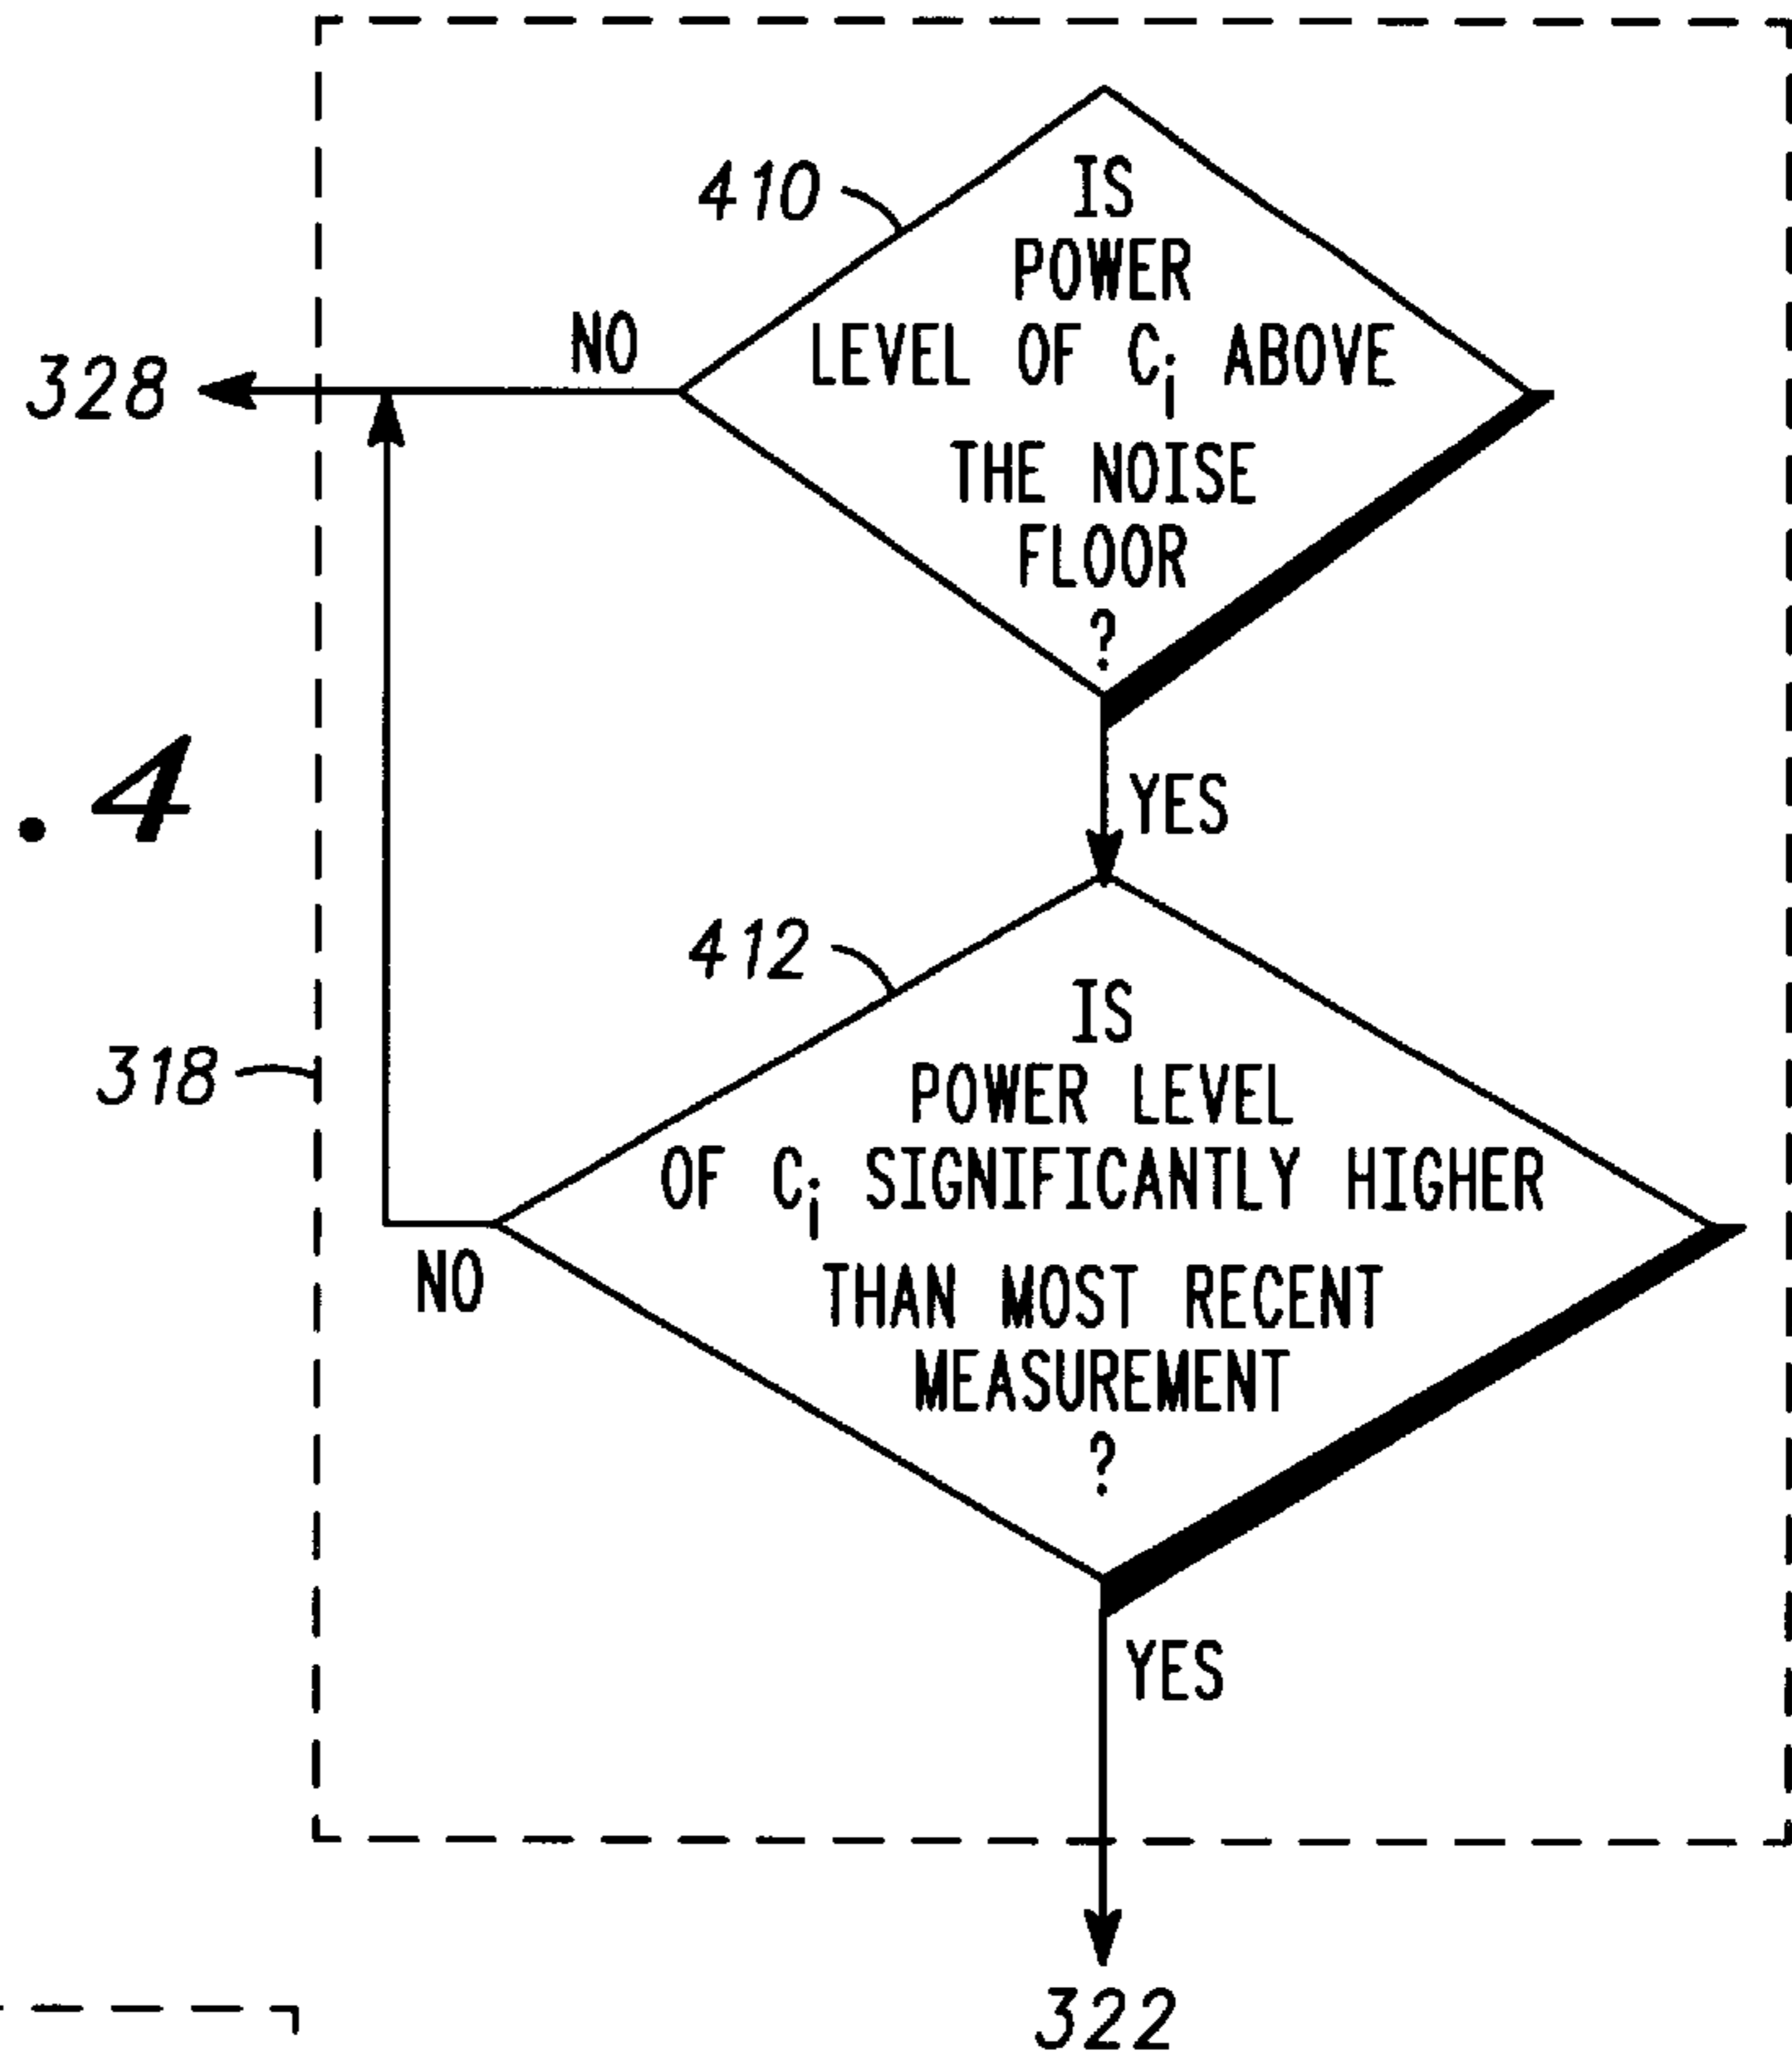 410
IS
POWER
LEVEL OF Ci ABOVE
THE NOISE
FLOOR
?
NO
328
YES
.4
412
IS
POWER LEVEL
OF Ci SIGNIFICANTLY HIGHER
THAN MOST RECENT
MEASUREMENT
?
318
NO
YES
322